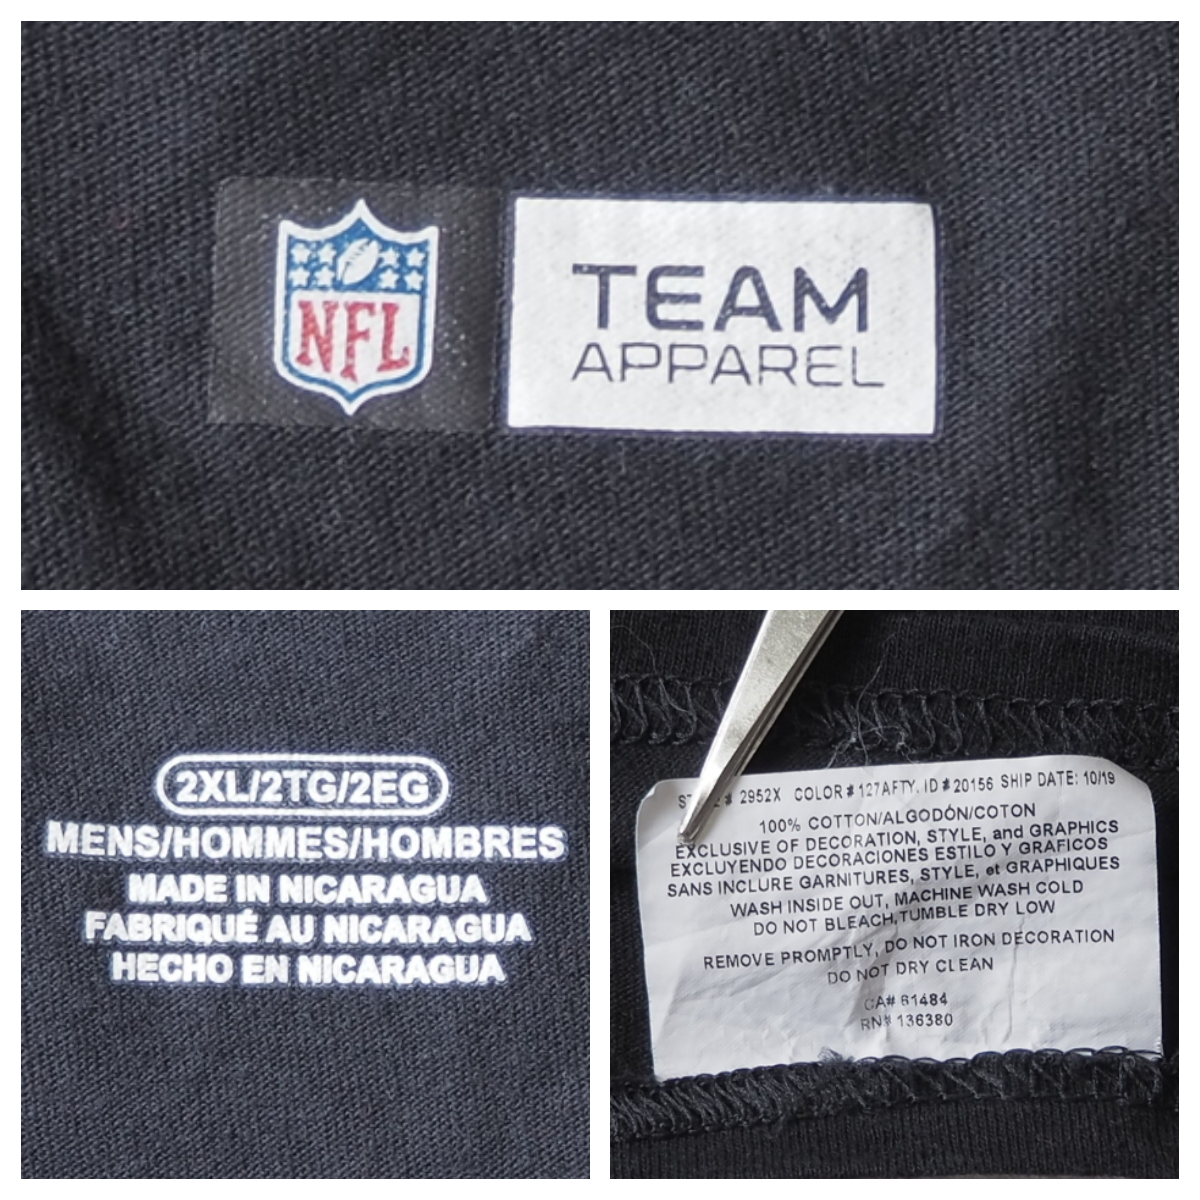 NFL
TEAM
APPAREL
2XL/2TG/2EG
MENS/HOMMES/HOMBRES
MADE IN NICARAGUA
FABRIQUÉ AU NICARAGUA
HECHO EN NICARAGUA
# 2952X COLOR#127AFTY. ID#20156 SHIP DATE: 10/19
100% COTTON/ALGODÓN/COTON
EXCLUSIVE OF DECORATION, STYLE, and GRAPHICS
EXCLUYENDO DECORACIONES ESTILO Y GRAFICOS
SANS INCLURE GARNITURES, STYLE, et GRAPHIQUES
WASH INSIDE OUT, MACHINE WASH COLD
DO NOT BLEACH,TUMBLE DRY LOW
REMOVE PROMPTLY, DO NOT IRON DECORATION
DO NOT DRY CLEAN
CA# 61484
RN# 136380